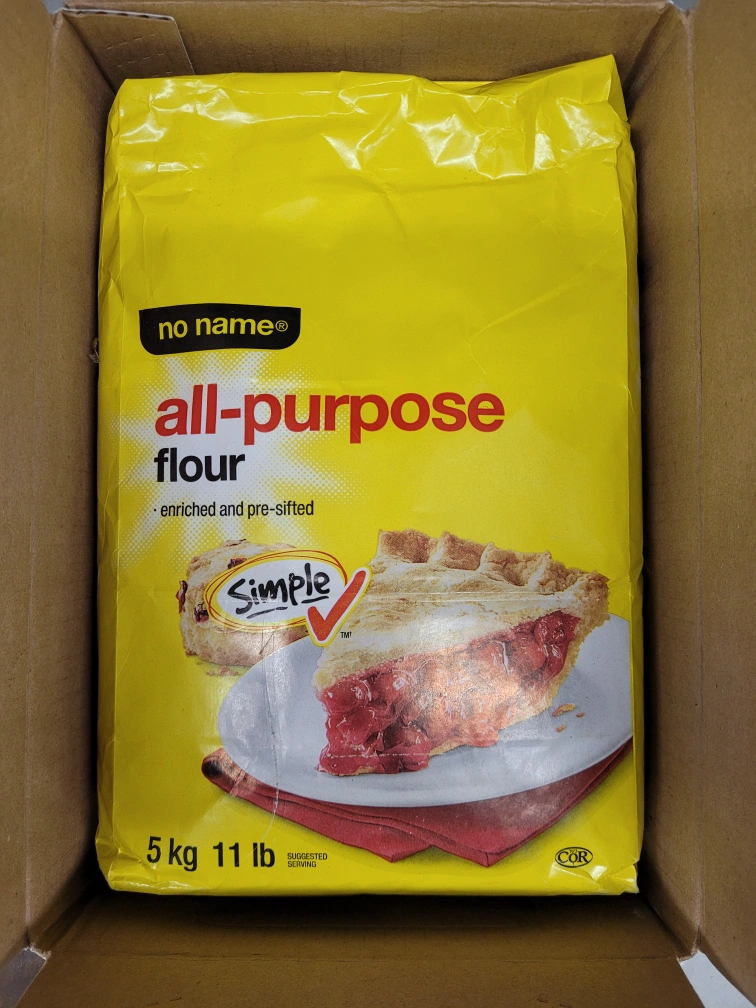 no name®
all-purpose
flour
· enriched and pre-sifted
Simple
TM
5 kg 11 lb
SUGGESTED
SERVING
COR